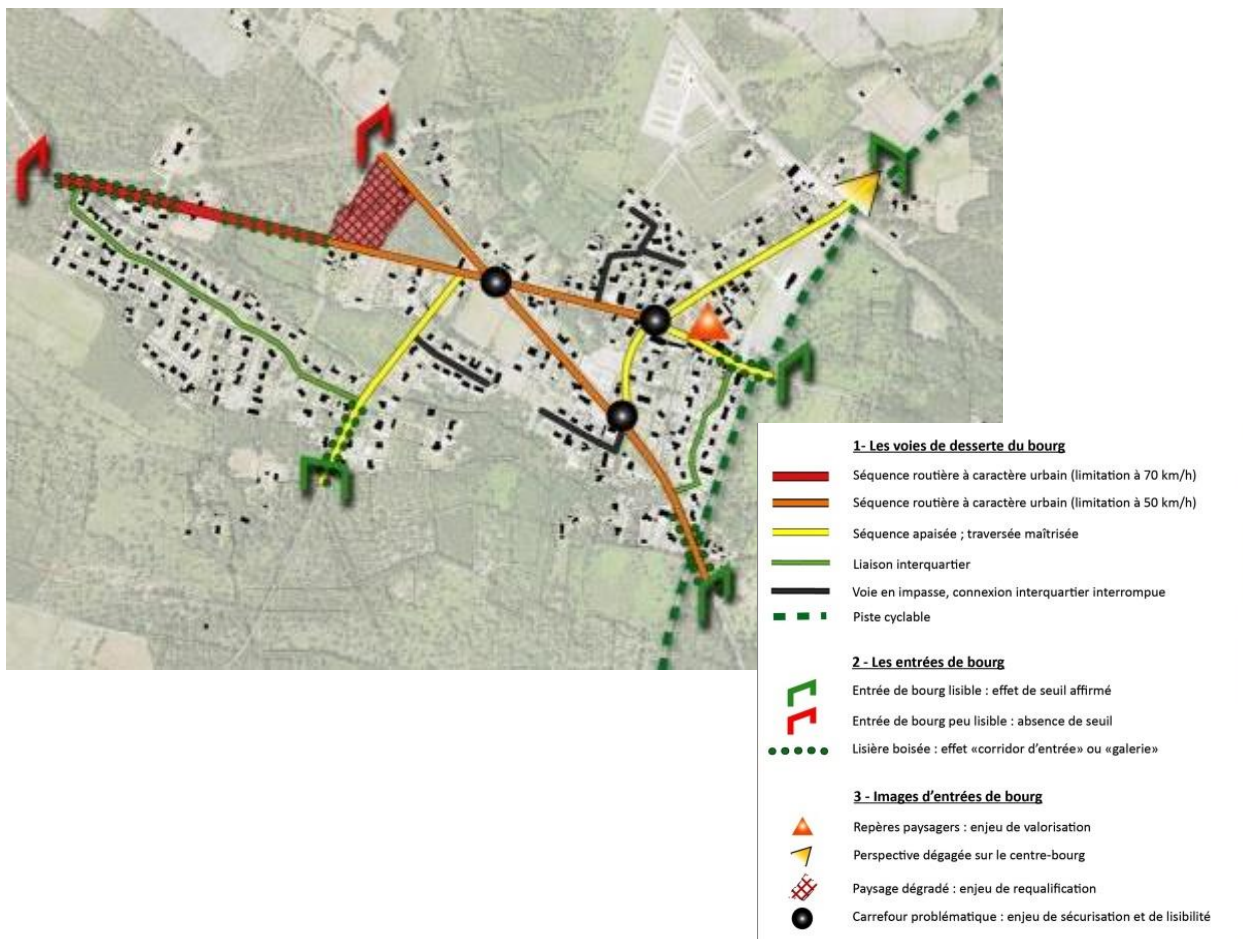 1- Les voies de desserte du bourg
Séquence routière à caractère urbain (limitation à 70 km/h)
Séquence routière à caractère urbain (limitation à 50 km/h)
Séquence apaisée ; traversée maîtrisée
Liaison interquartier
Voie en impasse, connexion interquartier interrompue
Piste cyclable
2 - Les entrées de bourg
Entrée de bourg lisible : effet de seuil affirmé
Entrée de bourg peu lisible : absence de seuil
Lisière boisée : effet «corridor d'entrée» ou «galerie»
3 - Images d'entrées de bourg
Repères paysagers : enjeu de valorisation
Perspective dégagée sur le centre-bourg
Paysage dégradé : enjeu de requalification
Carrefour problématique : enjeu de sécurisation et de lisibilité